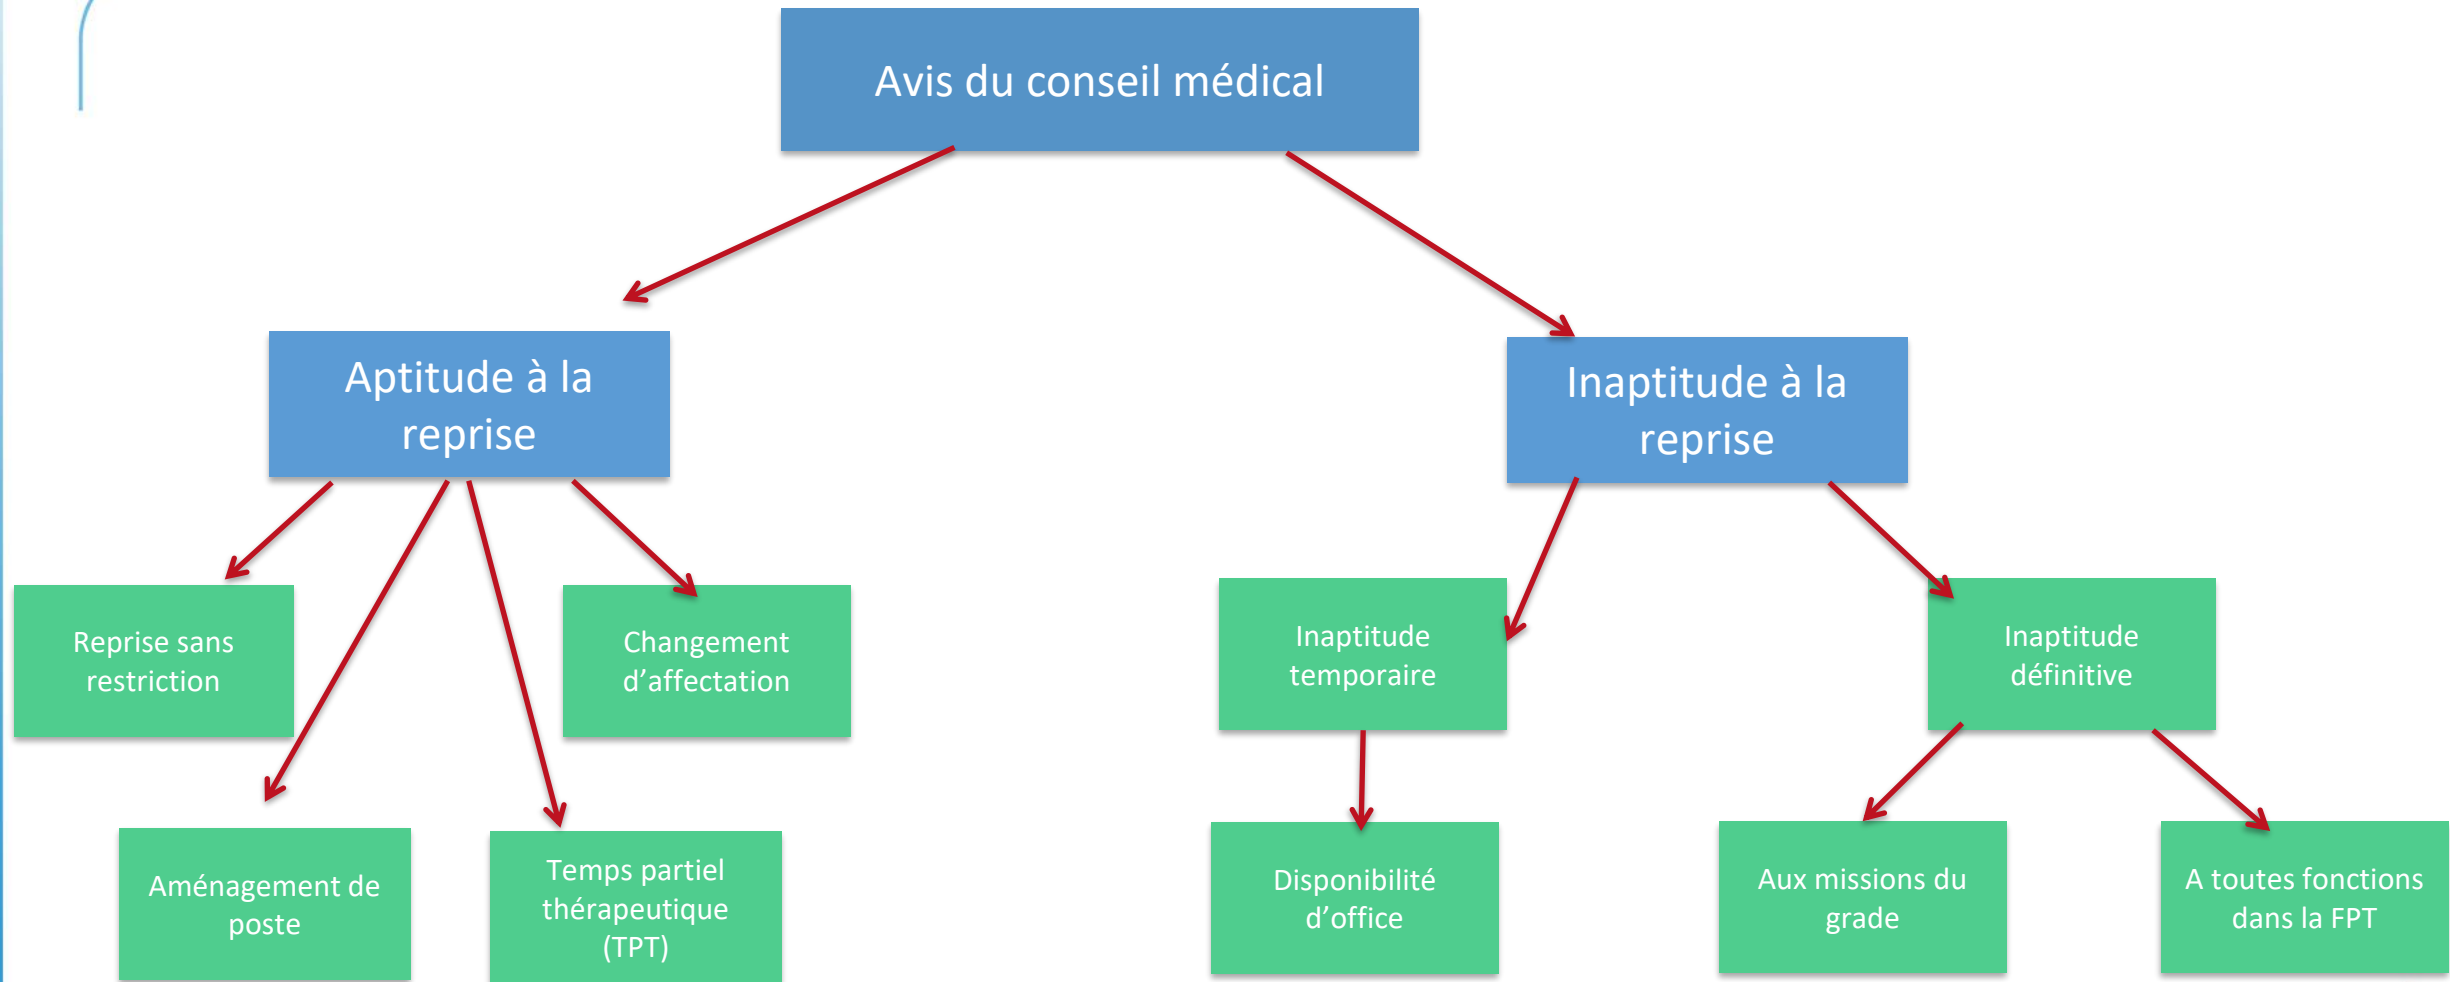 Avis du conseil médical
Aptitude à la
reprise
Inaptitude à la
reprise
Reprise sans
restriction
Changement
d’affectation
Inaptitude
temporaire
Inaptitude
définitive
Aménagement de
poste
Temps partiel
thérapeutique
(TPT)
Disponibilité
d’office
Aux missions du
grade
A toutes fonctions
dans la FPT